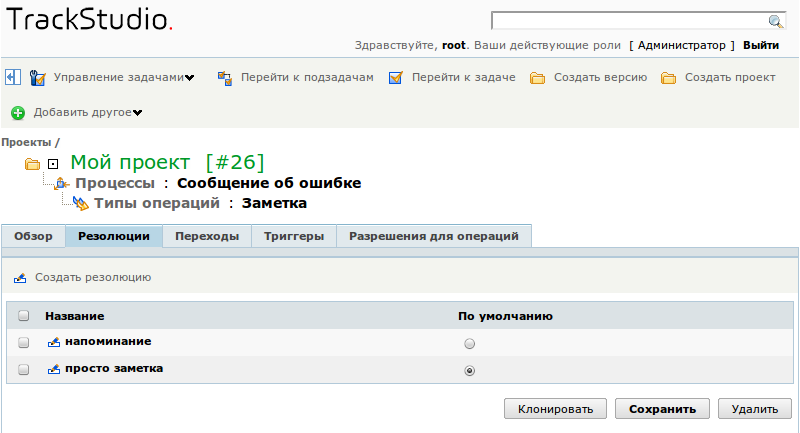 TrackStudio.
Здравствуйте, root. Ваши действующие роли [ Администратор ] Выйти
Управление задачами Перейти к подзадачам Перейти к задаче Создать версию Создать проект
Добавить другое
Проекты /
Мой проект [#26]
Процессы : Сообщение об ошибке
Типы операций : Заметка
Обзор Резолюции Переходы Триггеры Разрешения для операций
Создать резолюцию
Название По умолчанию
напоминание
просто заметка
Клонировать Сохранить Удалить